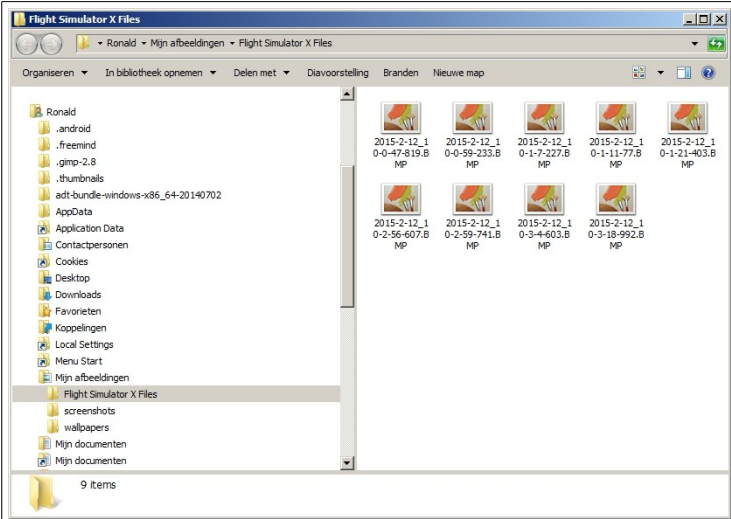 Flight Simulator X Files
Ronald Mijn afbeeldingen Flight Simulator X Files
Organiseren In bibliotheek opnemen Delen met Diavoorstelling Branden Nieuwe map
Ronald
.android
.freemind
.gimp-2.8
.thumbnails
adt-bundle-windows-x86_64-20140702
AppData
Application Data
Contactpersonen
Cookies
Desktop
Downloads
Favorieten
Koppelingen
Local Settings
Menu Start
Mijn afbeeldingen
Flight Simulator X Files
screenshots
wallpapers
Mijn documenten
Mijn documenten
2015-2-12_1 2015-2-12_1 2015-2-12_1 2015-2-12_1 2015-2-12_1
0-0-47-819.B 0-0-59-233.B 0-1-7-227.B 0-1-11-77.B 0-1-21-403.B
MP MP MP MP MP
2015-2-12_1 2015-2-12_1 2015-2-12_1 2015-2-12_1
0-2-56-607.B 0-2-59-741.B 0-3-4-603.B 0-3-18-992.B
MP MP MP MP
9 items